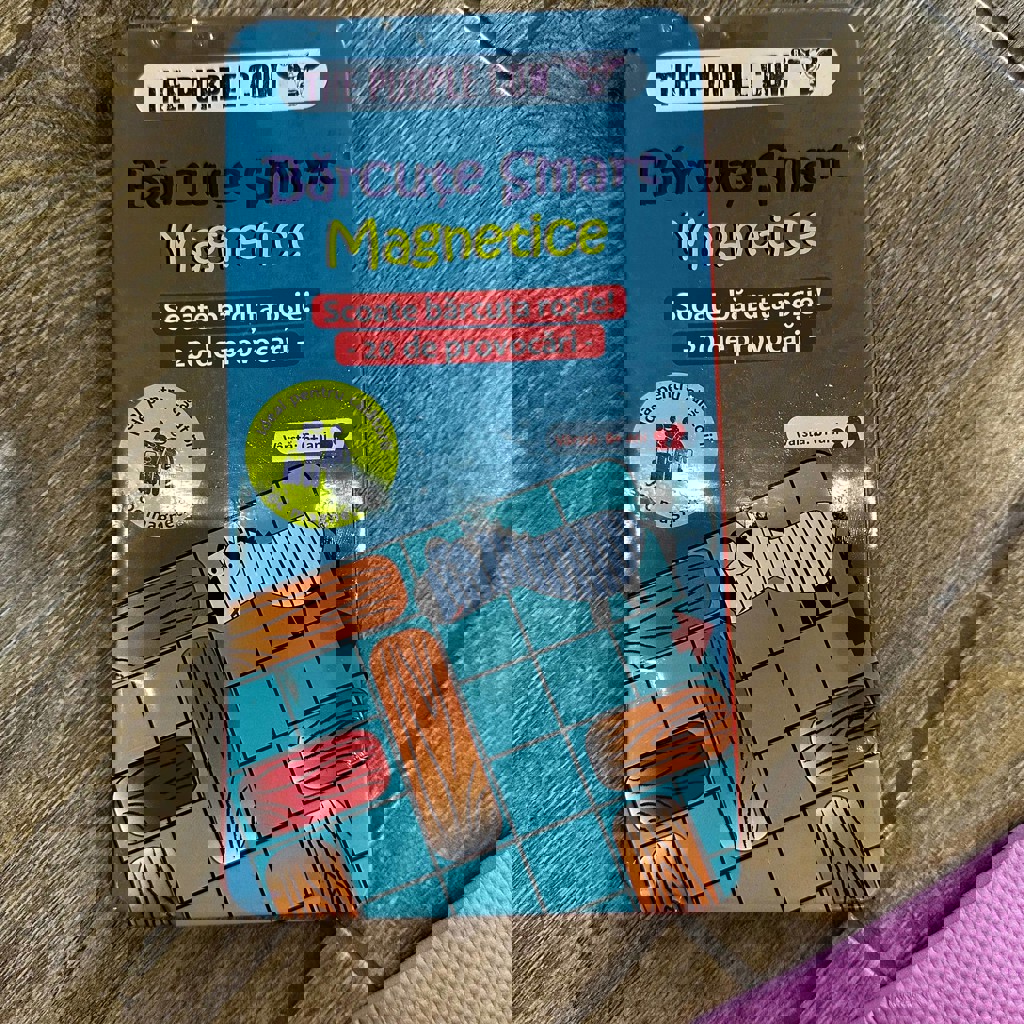 THE PURPLE COW
Bărcuțe Smart
Magnetice
Scoate bărcuța roșie!
- 20 de provocări -